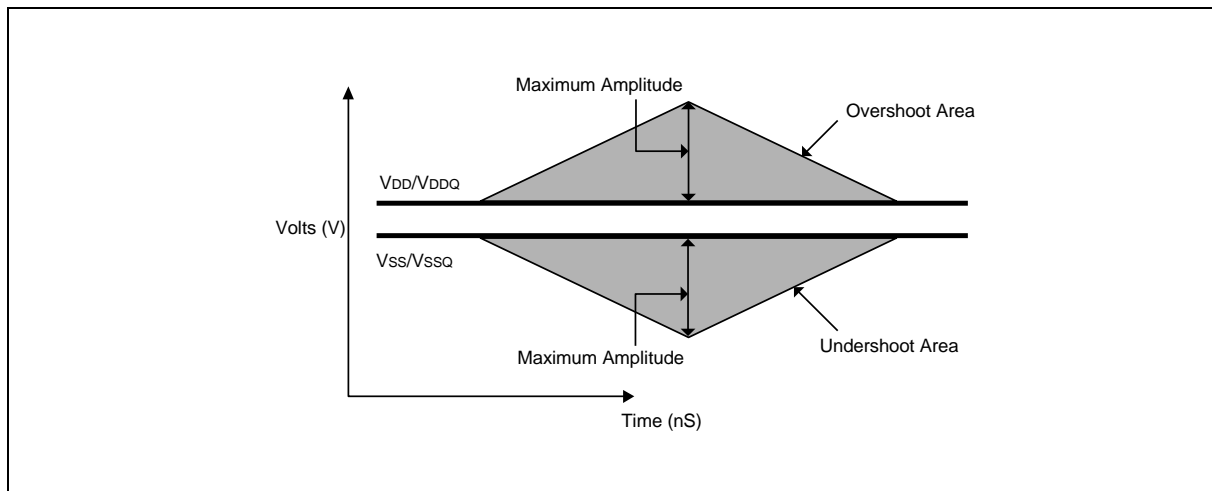 Maximum Amplitude
Overshoot Area
VDD/VDDQ
Volts (V)
VSS/VSSQ
Maximum Amplitude
Undershoot Area
Time (nS)